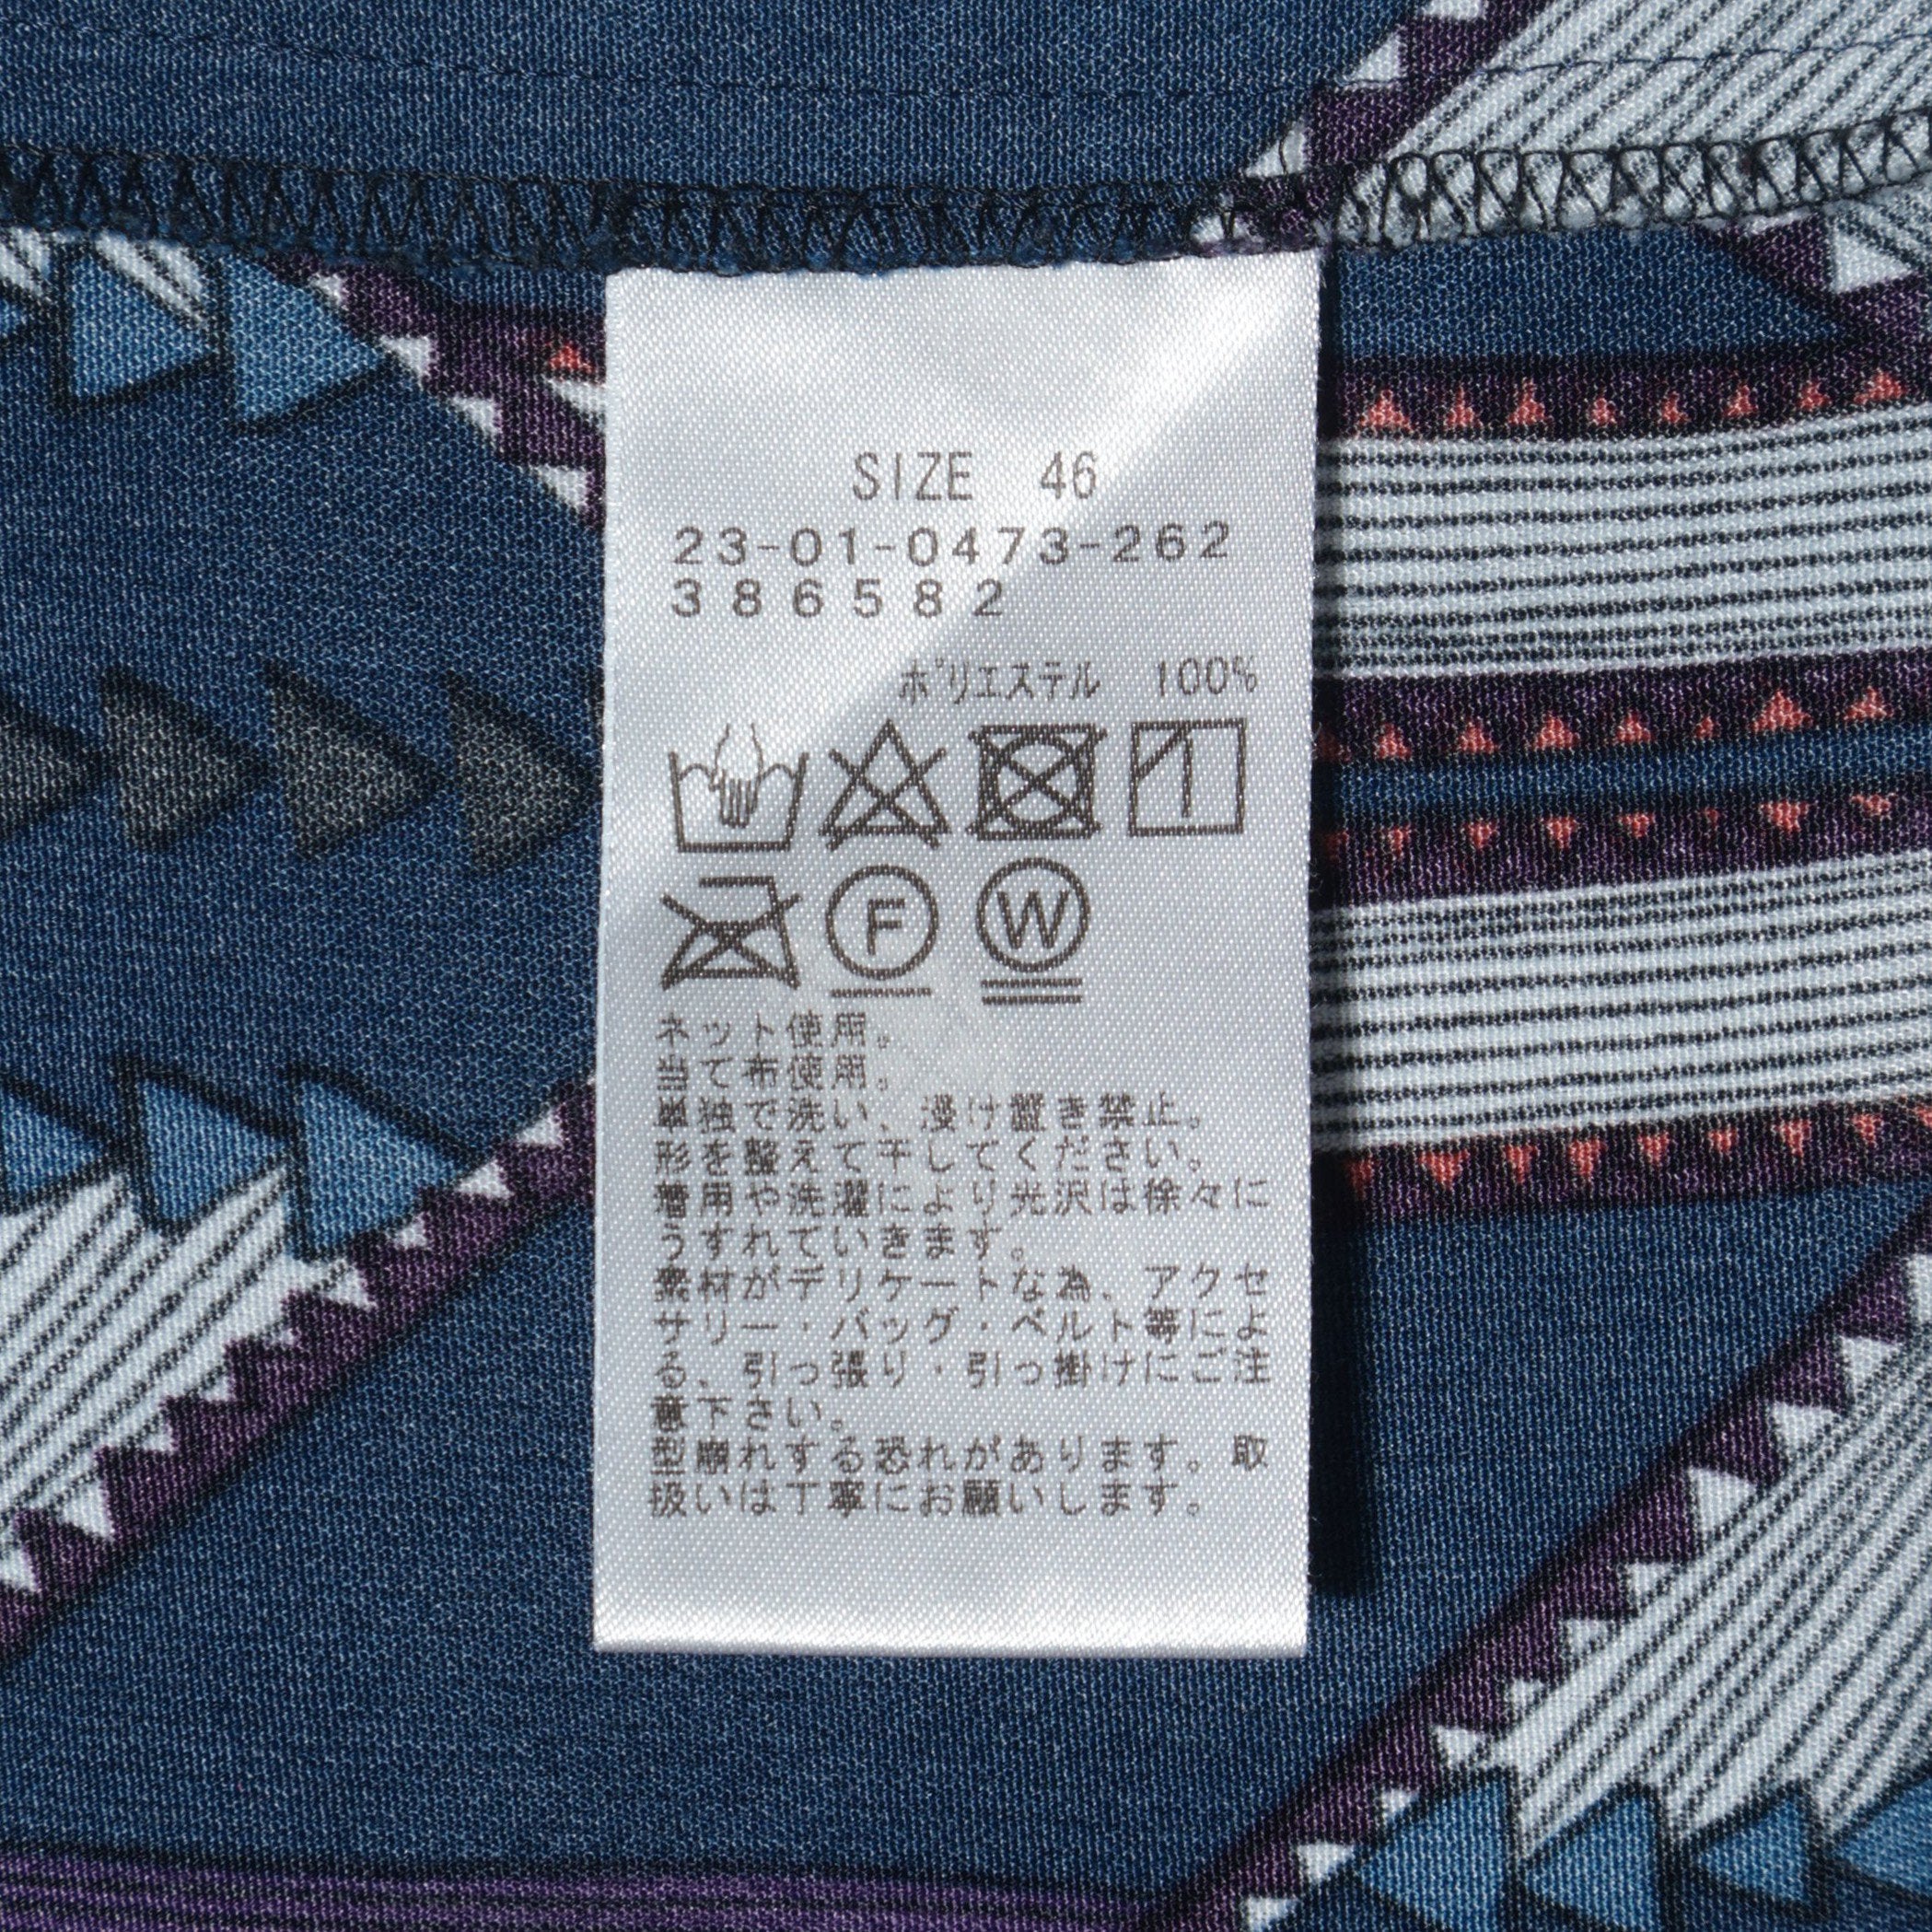 SIZE 46
23-01-0473-262
386582
ポリエステル 100%
F
W
ネット使用。
当て布使用。
単独で洗い、浸け置き禁止。
形を整えて干してください。
着用や洗濯により光沢は徐々に
うすれていきます。
素材がデリケートな為、アクセ
サリー・バッグ・ベルト等によ
る、引っ張り・引っ掛けにご注
意下さい。
型崩れする恐れがあります。取
扱いは丁寧にお願いします。